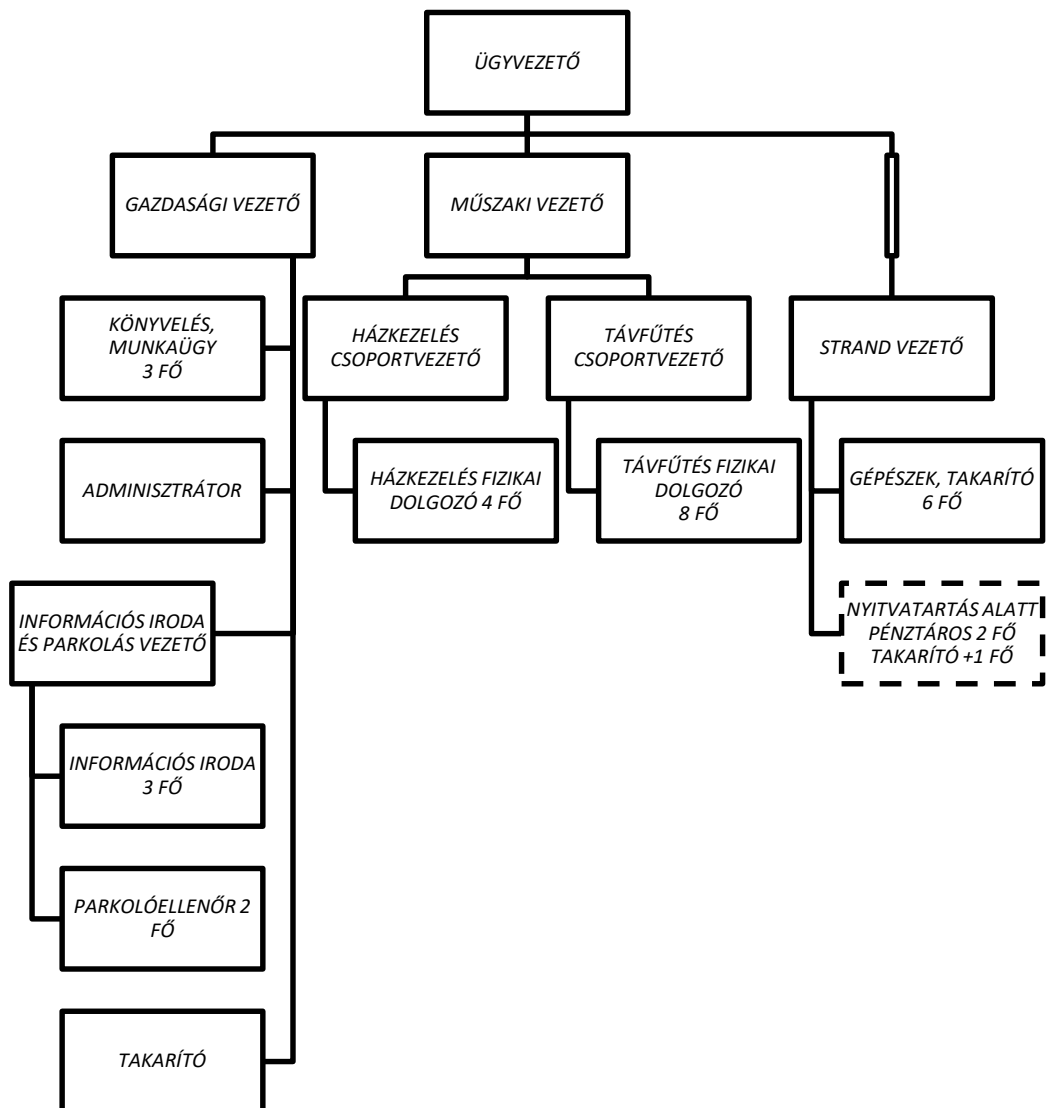 ÜGYVEZETŐ
GAZDASÁGI VEZETŐ
MŰSZAKI VEZETŐ
KÖNYVELÉS,
MUNKAÜGY
3 FŐ
HÁZKEZELÉS
CSOPORTVEZETŐ
TÁVFŰTÉS
CSOPORTVEZETŐ
STRAND VEZETŐ
ADMINISZTRÁTOR
HÁZKEZELÉS FIZIKAI
DOLGOZÓ 4 FŐ
TÁVFŰTÉS FIZIKAI
DOLGOZÓ
8 FŐ
GÉPÉSZEK, TAKARÍTÓ
6 FŐ
INFORMÁCIÓS IRODA
ÉS PARKOLÁS VEZETŐ
NYITVATARTÁS ALATT
PÉNZTÁROS 2 FŐ
TAKARÍTÓ +1 FŐ
INFORMÁCIÓS IRODA
3 FŐ
PARKOLÓELLENŐR 2
FŐ
TAKARÍTÓ